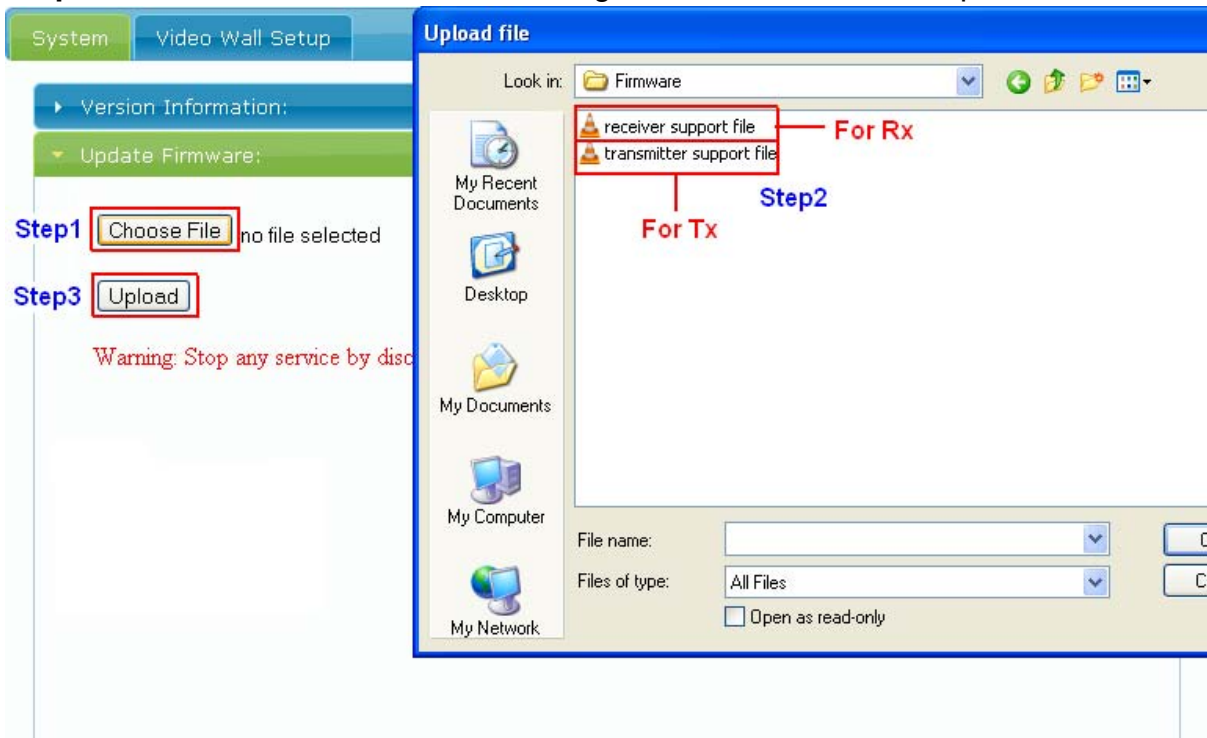 System
Video Wall Setup
Version Information:
Update Firmware:
Step1 Choose File no file selected
Step3 Upload
Warning: Stop any service by disc
Upload file
Look in: Firmware
receiver support file
For Rx
transmitter support file
Step2
For Tx
My Recent
Documents
Desktop
My Documents
My Computer
My Network
File name:
Files of type: All Files
Open as read-only